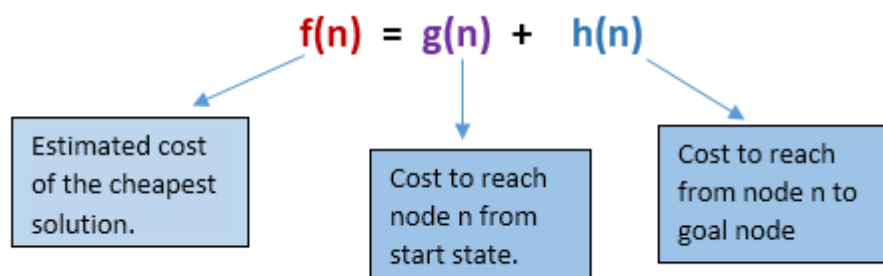 f(n) = g(n) + h(n)
Estimated cost
of the cheapest
solution.
Cost to reach
node n from
start state.
Cost to reach
from node n to
goal node